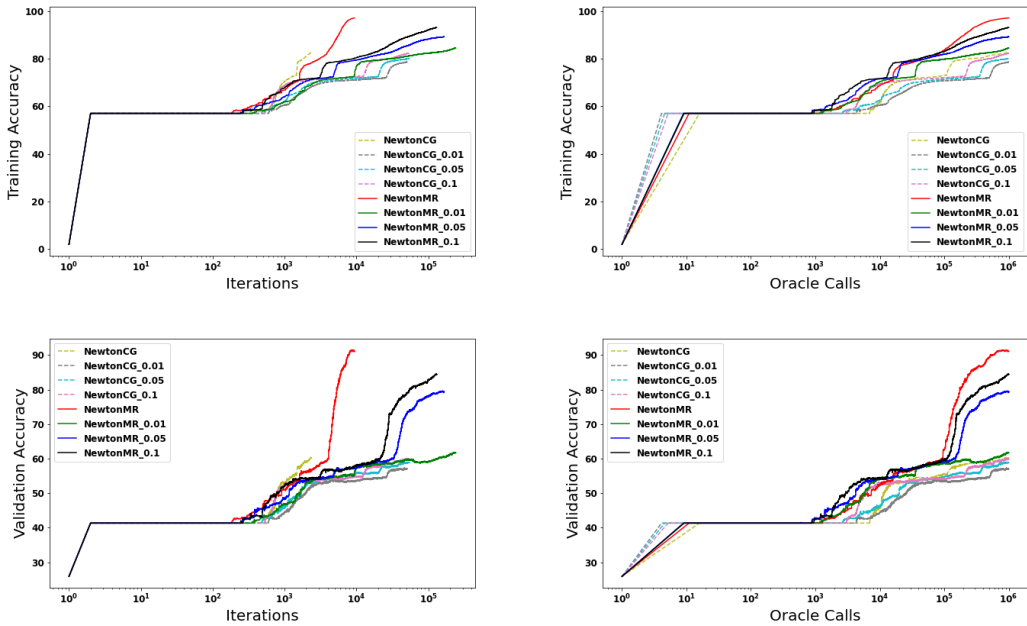 100
80
60
40
20
0
Training Accuracy
NewtonCG
NewtonCG_0.01
NewtonCG_0.05
NewtonCG_0.1
NewtonMR
NewtonMR_0.01
NewtonMR_0.05
NewtonMR_0.1
10^0 10^1 10^2 10^3 10^4 10^5
Iterations
100
80
60
40
20
0
Training Accuracy
NewtonCG
NewtonCG_0.01
NewtonCG_0.05
NewtonCG_0.1
NewtonMR
NewtonMR_0.01
NewtonMR_0.05
NewtonMR_0.1
10^0 10^1 10^2 10^3 10^4 10^5 10^6
Oracle Calls
90
80
70
60
50
40
30
Validation Accuracy
NewtonCG
NewtonCG_0.01
NewtonCG_0.05
NewtonCG_0.1
NewtonMR
NewtonMR_0.01
NewtonMR_0.05
NewtonMR_0.1
10^0 10^1 10^2 10^3 10^4 10^5
Iterations
90
80
70
60
50
40
30
Validation Accuracy
NewtonCG
NewtonCG_0.01
NewtonCG_0.05
NewtonCG_0.1
NewtonMR
NewtonMR_0.01
NewtonMR_0.05
NewtonMR_0.1
10^0 10^1 10^2 10^3 10^4 10^5 10^6
Oracle Calls